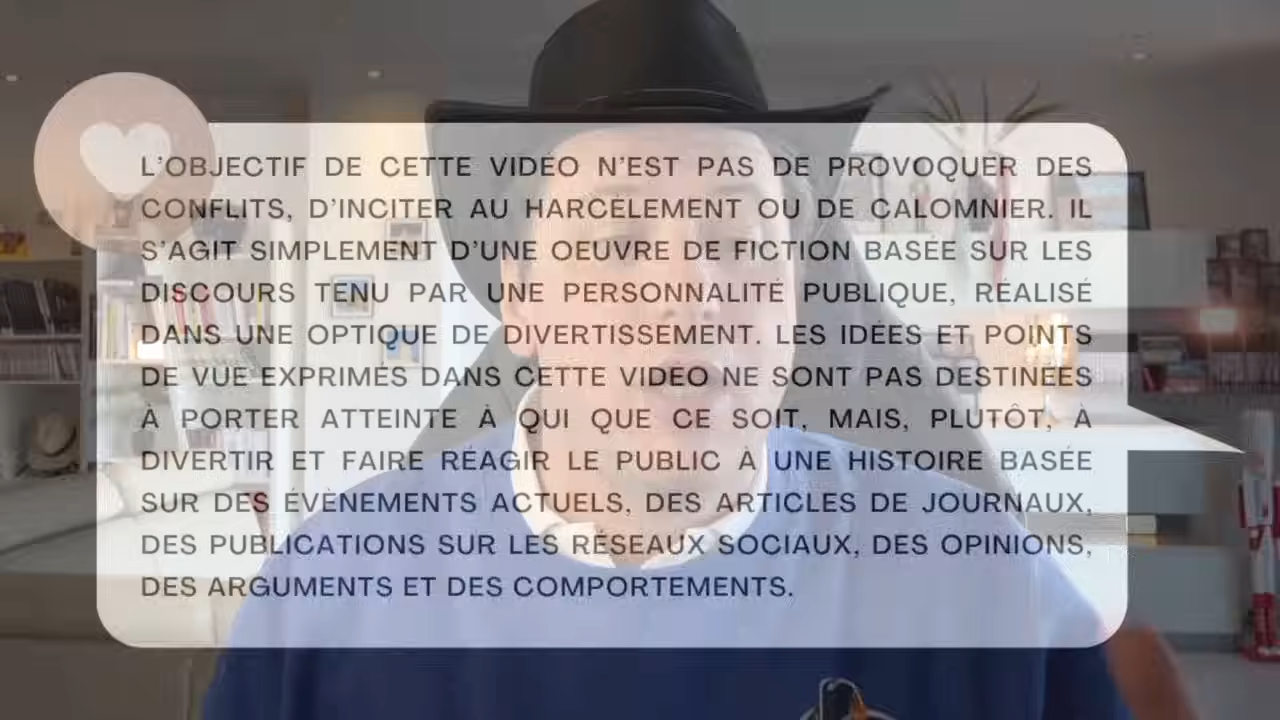 L'OBJECTIF DE CETTE VIDÉO N'EST PAS DE PROVOQUER DES
CONFLITS, D'INCITER AU HARCÈLEMENT OU DE CALOMNIER. IL
S'AGIT SIMPLEMENT D'UNE OEUVRE DE FICTION BASÉE SUR LES
DISCOURS TENU PAR UNE PERSONNALITÉ PUBLIQUE, RÉALISÉ
DANS UNE OPTIQUE DE DIVERTISSEMENT. LES IDÉES ET POINTS
DE VUE EXPRIMÉS DANS CETTE VIDEO NE SONT PAS DESTINÉES
À PORTER ATTEINTE À QUI QUE CE SOIT, MAIS, PLUTÔT, À
DIVERTIR ET FAIRE RÉAGIR LE PUBLIC À UNE HISTOIRE BASÉE
SUR DES ÉVÈNEMENTS ACTUELS, DES ARTICLES DE JOURNAUX,
DES PUBLICATIONS SUR LES RÉSEAUX SOCIAUX, DES OPINIONS,
DES ARGUMENTS ET DES COMPORTEMENTS.